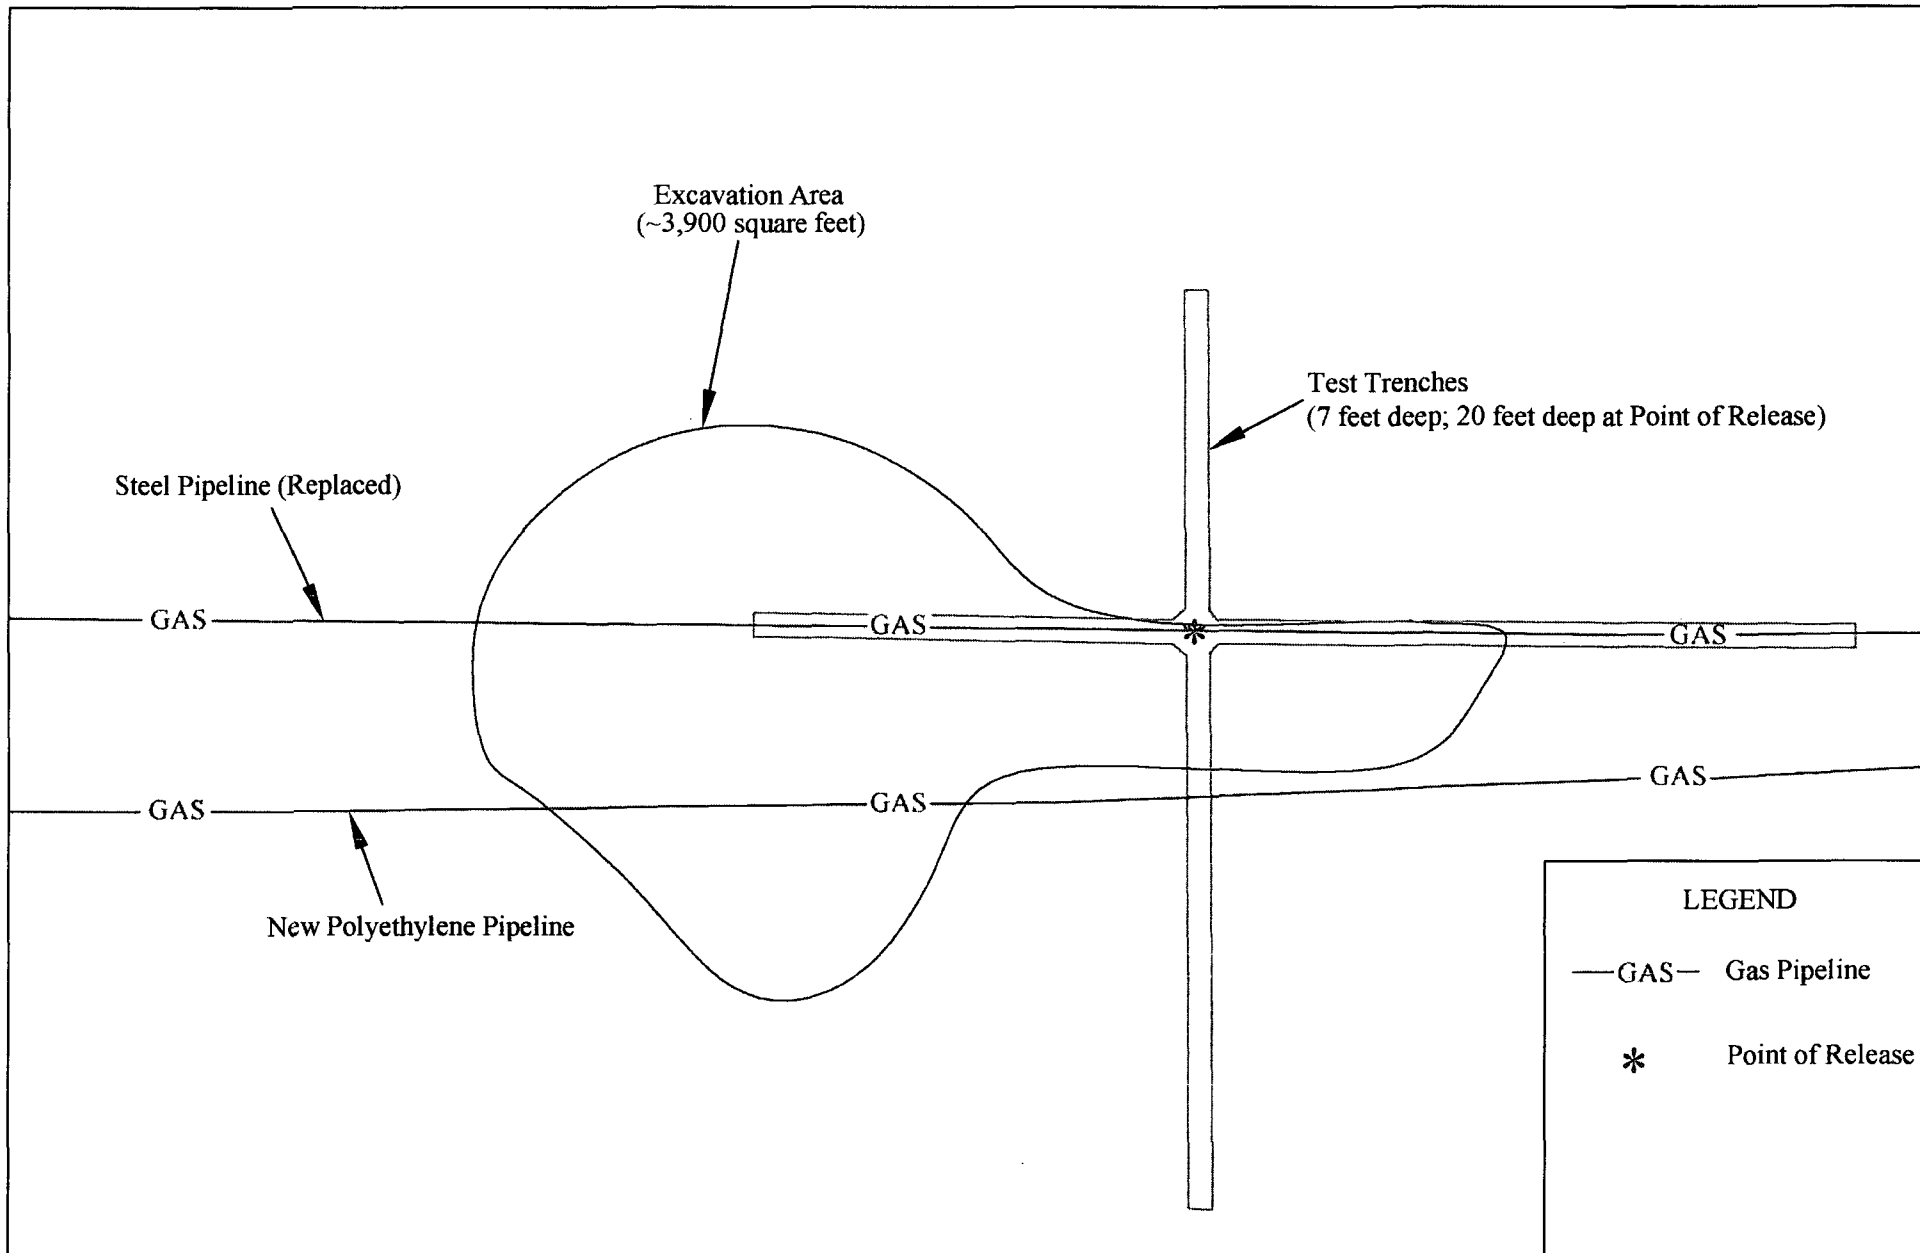 Excavation Area
(~3,900 square feet)
Test Trenches
(7 feet deep; 20 feet deep at Point of Release)
Steel Pipeline (Replaced)
GAS
GAS
GAS
GAS
GAS
GAS
New Polyethylene Pipeline
LEGEND
GAS Gas Pipeline
* Point of Release